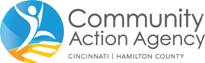 Community
Action Agency
CINCINNATI | HAMILTON COUNTY